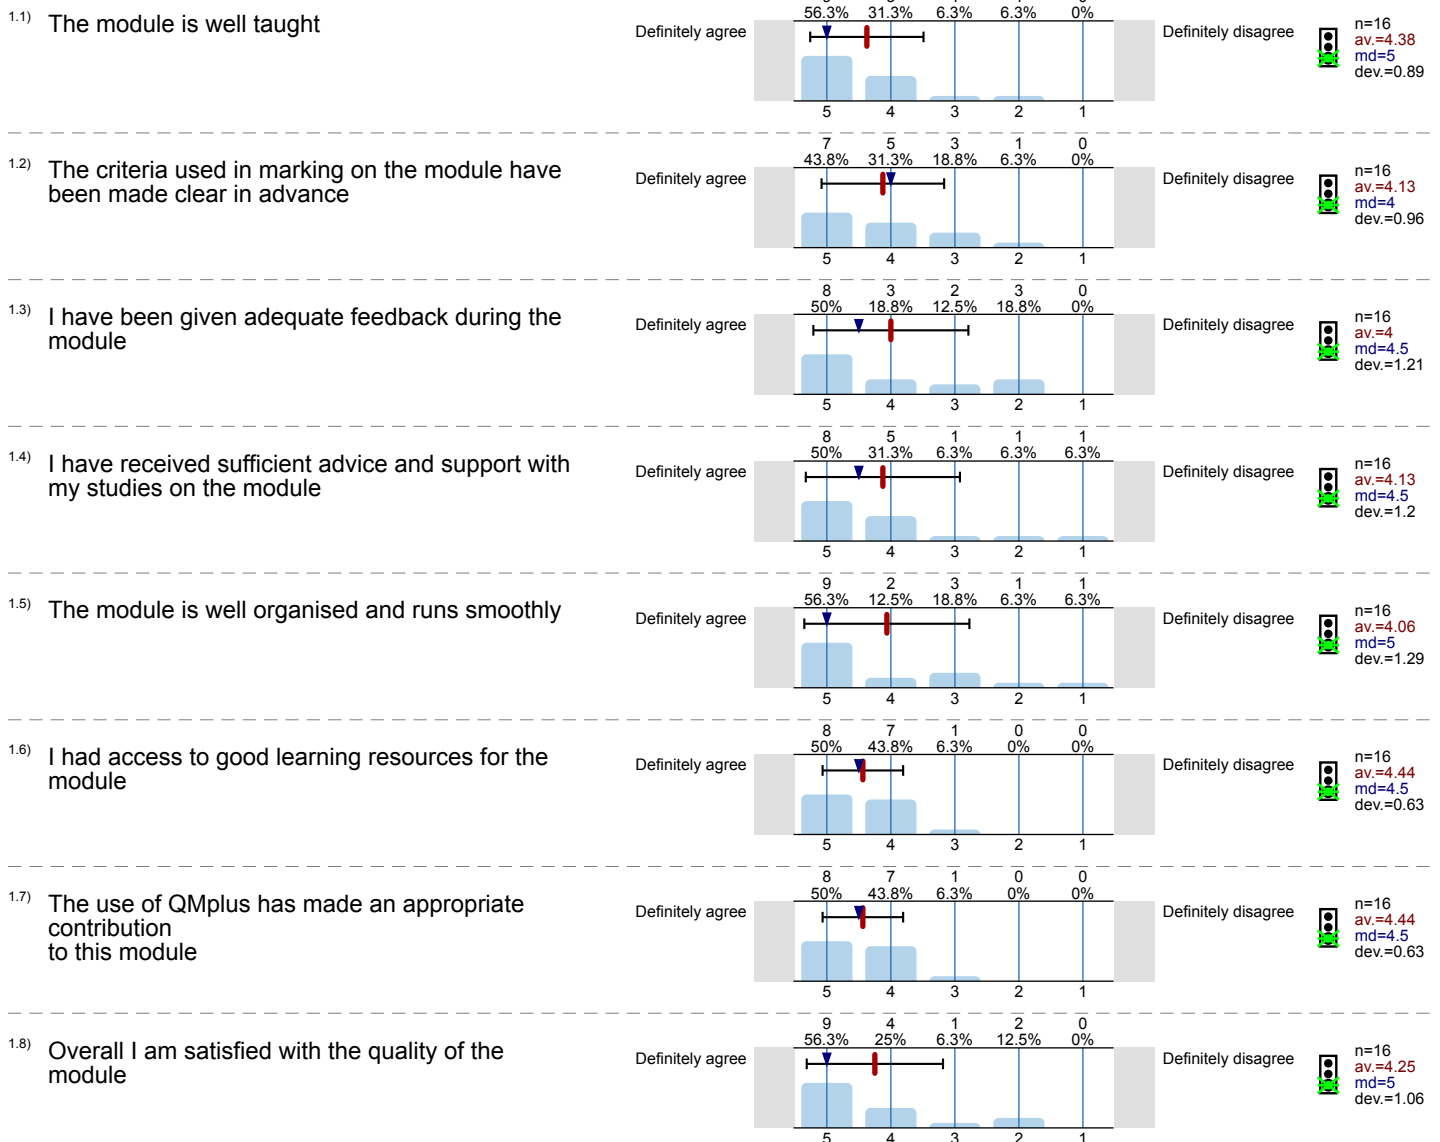 56.3% 31.3% 6.3% 6.3% 0%
1.1) The module is well taught Definitely agree Definitely disagree n=16
av.=4.38
md=5
dev.=0.89
5 4 3 2 1
7 5 3 1 0
43.8% 31.3% 18.8% 6.3% 0%
1.2) The criteria used in marking on the module have Definitely agree Definitely disagree n=16
been made clear in advance av.=4.13
md=4
dev.=0.96
5 4 3 2 1
8 3 2 3 0
50% 18.8% 12.5% 18.8% 0%
1.3) I have been given adequate feedback during the Definitely agree Definitely disagree n=16
module av.=4
md=4.5
dev.=1.21
5 4 3 2 1
8 5 1 1 1
50% 31.3% 6.3% 6.3% 6.3%
1.4) I have received sufficient advice and support with Definitely agree Definitely disagree n=16
my studies on the module av.=4.13
md=4.5
dev.=1.2
5 4 3 2 1
9 2 3 1 1
56.3% 12.5% 18.8% 6.3% 6.3%
1.5) The module is well organised and runs smoothly Definitely agree Definitely disagree n=16
av.=4.06
md=5
dev.=1.29
5 4 3 2 1
8 7 1 0 0
50% 43.8% 6.3% 0% 0%
1.6) I had access to good learning resources for the Definitely agree Definitely disagree n=16
module av.=4.44
md=4.5
dev.=0.63
5 4 3 2 1
8 7 1 0 0
50% 43.8% 6.3% 0% 0%
1.7) The use of QMplus has made an appropriate Definitely agree Definitely disagree n=16
contribution av.=4.44
to this module md=4.5
dev.=0.63
5 4 3 2 1
9 4 1 2 0
56.3% 25% 6.3% 12.5% 0%
1.8) Overall I am satisfied with the quality of the Definitely agree Definitely disagree n=16
module av.=4.25
md=5
dev.=1.06
5 4 3 2 1